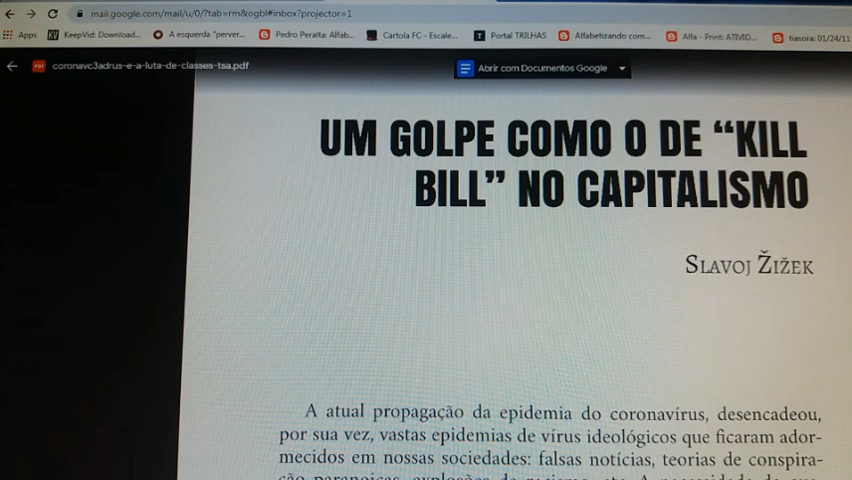 mail.google.com/mail/u/0/?tab=rm&ogbl#inbox?projector=1
Apps KeepVid: Download... A esquerda "perver... Pedro Peralta: Alfab... Cartola FC - Escale... Portal TRILHAS Alfabetizando com... Alfa - Print: ATIVID... tiasora: 01/24/11
coronavc3adrus-e-a-luta-de-classes-tsa.pdf
Abrir com Documentos Google
UM GOLPE COMO O DE “KILL
BILL” NO CAPITALISMO
SLAVOJ ŽIŽEK
A atual propagação da epidemia do coronavírus, desencadeou,
por sua vez, vastas epidemias de vírus ideológicos que ficaram ador-
mecidos em nossas sociedades: falsas notícias, teorias de conspira-